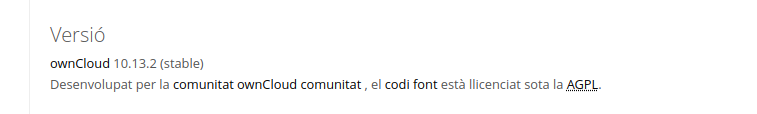 Versió
ownCloud 10.13.2 (stable)
Desenvolupat per la comunitat ownCloud comunitat , el codi font està llicenciat sota la AGPL.